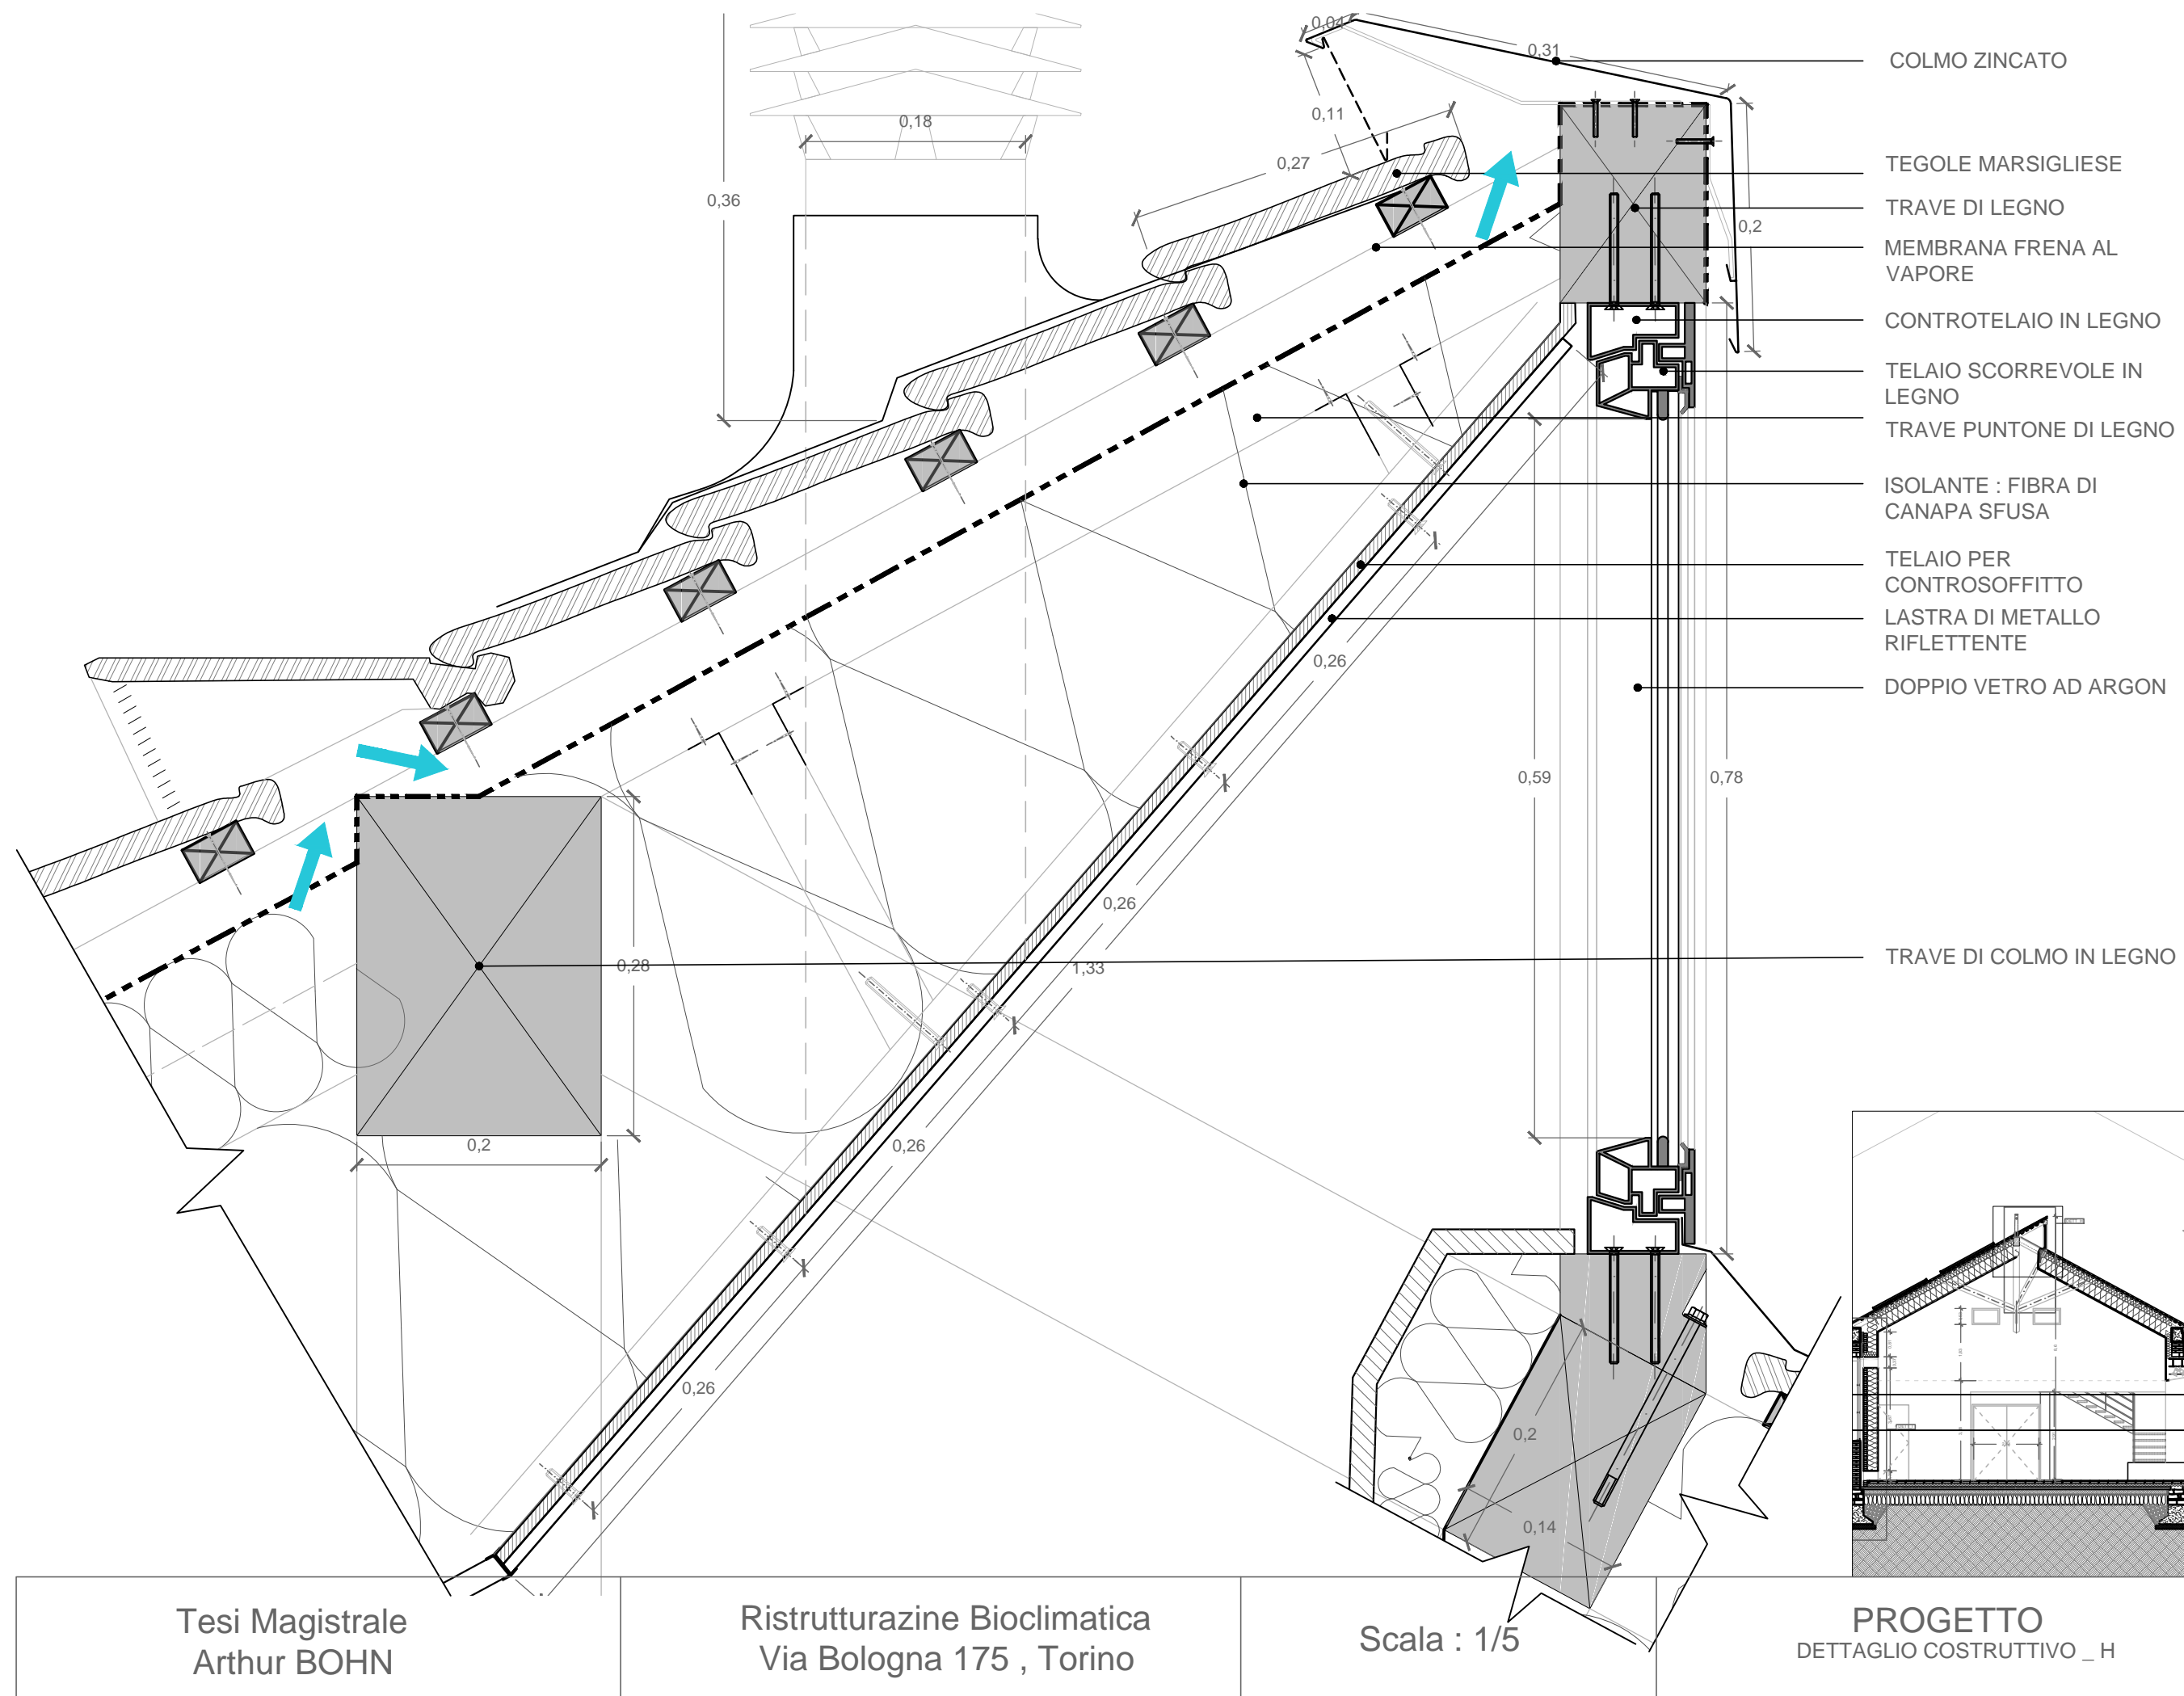 COLMO ZINCATO
TEGOLE MARSIGLIESE
TRAVE DI LEGNO
MEMBRANA FRENA AL
VAPORE
CONTROTELAIO IN LEGNO
TELAIO SCORREVOLE IN
LEGNO
TRAVE PUNTONE DI LEGNO
ISOLANTE : FIBRA DI
CANAPA SFUSA
TELAIO PER
CONTROSOFFITTO
LASTRA DI METALLO
RIFLETTENTE
DOPPIO VETRO AD ARGON
TRAVE DI COLMO IN LEGNO
0,04
0,31
0,11
0,18
0,27
0,36
0,2
0,26
0,59
0,78
0,26
0,28
1,33
0,2
0,26
0,26
0,2
0,14
Tesi Magistrale
Arthur BOHN
Ristrutturazine Bioclimatica
Via Bologna 175 , Torino
Scala : 1/5
PROGETTO
DETTAGLIO COSTRUTTIVO _ H